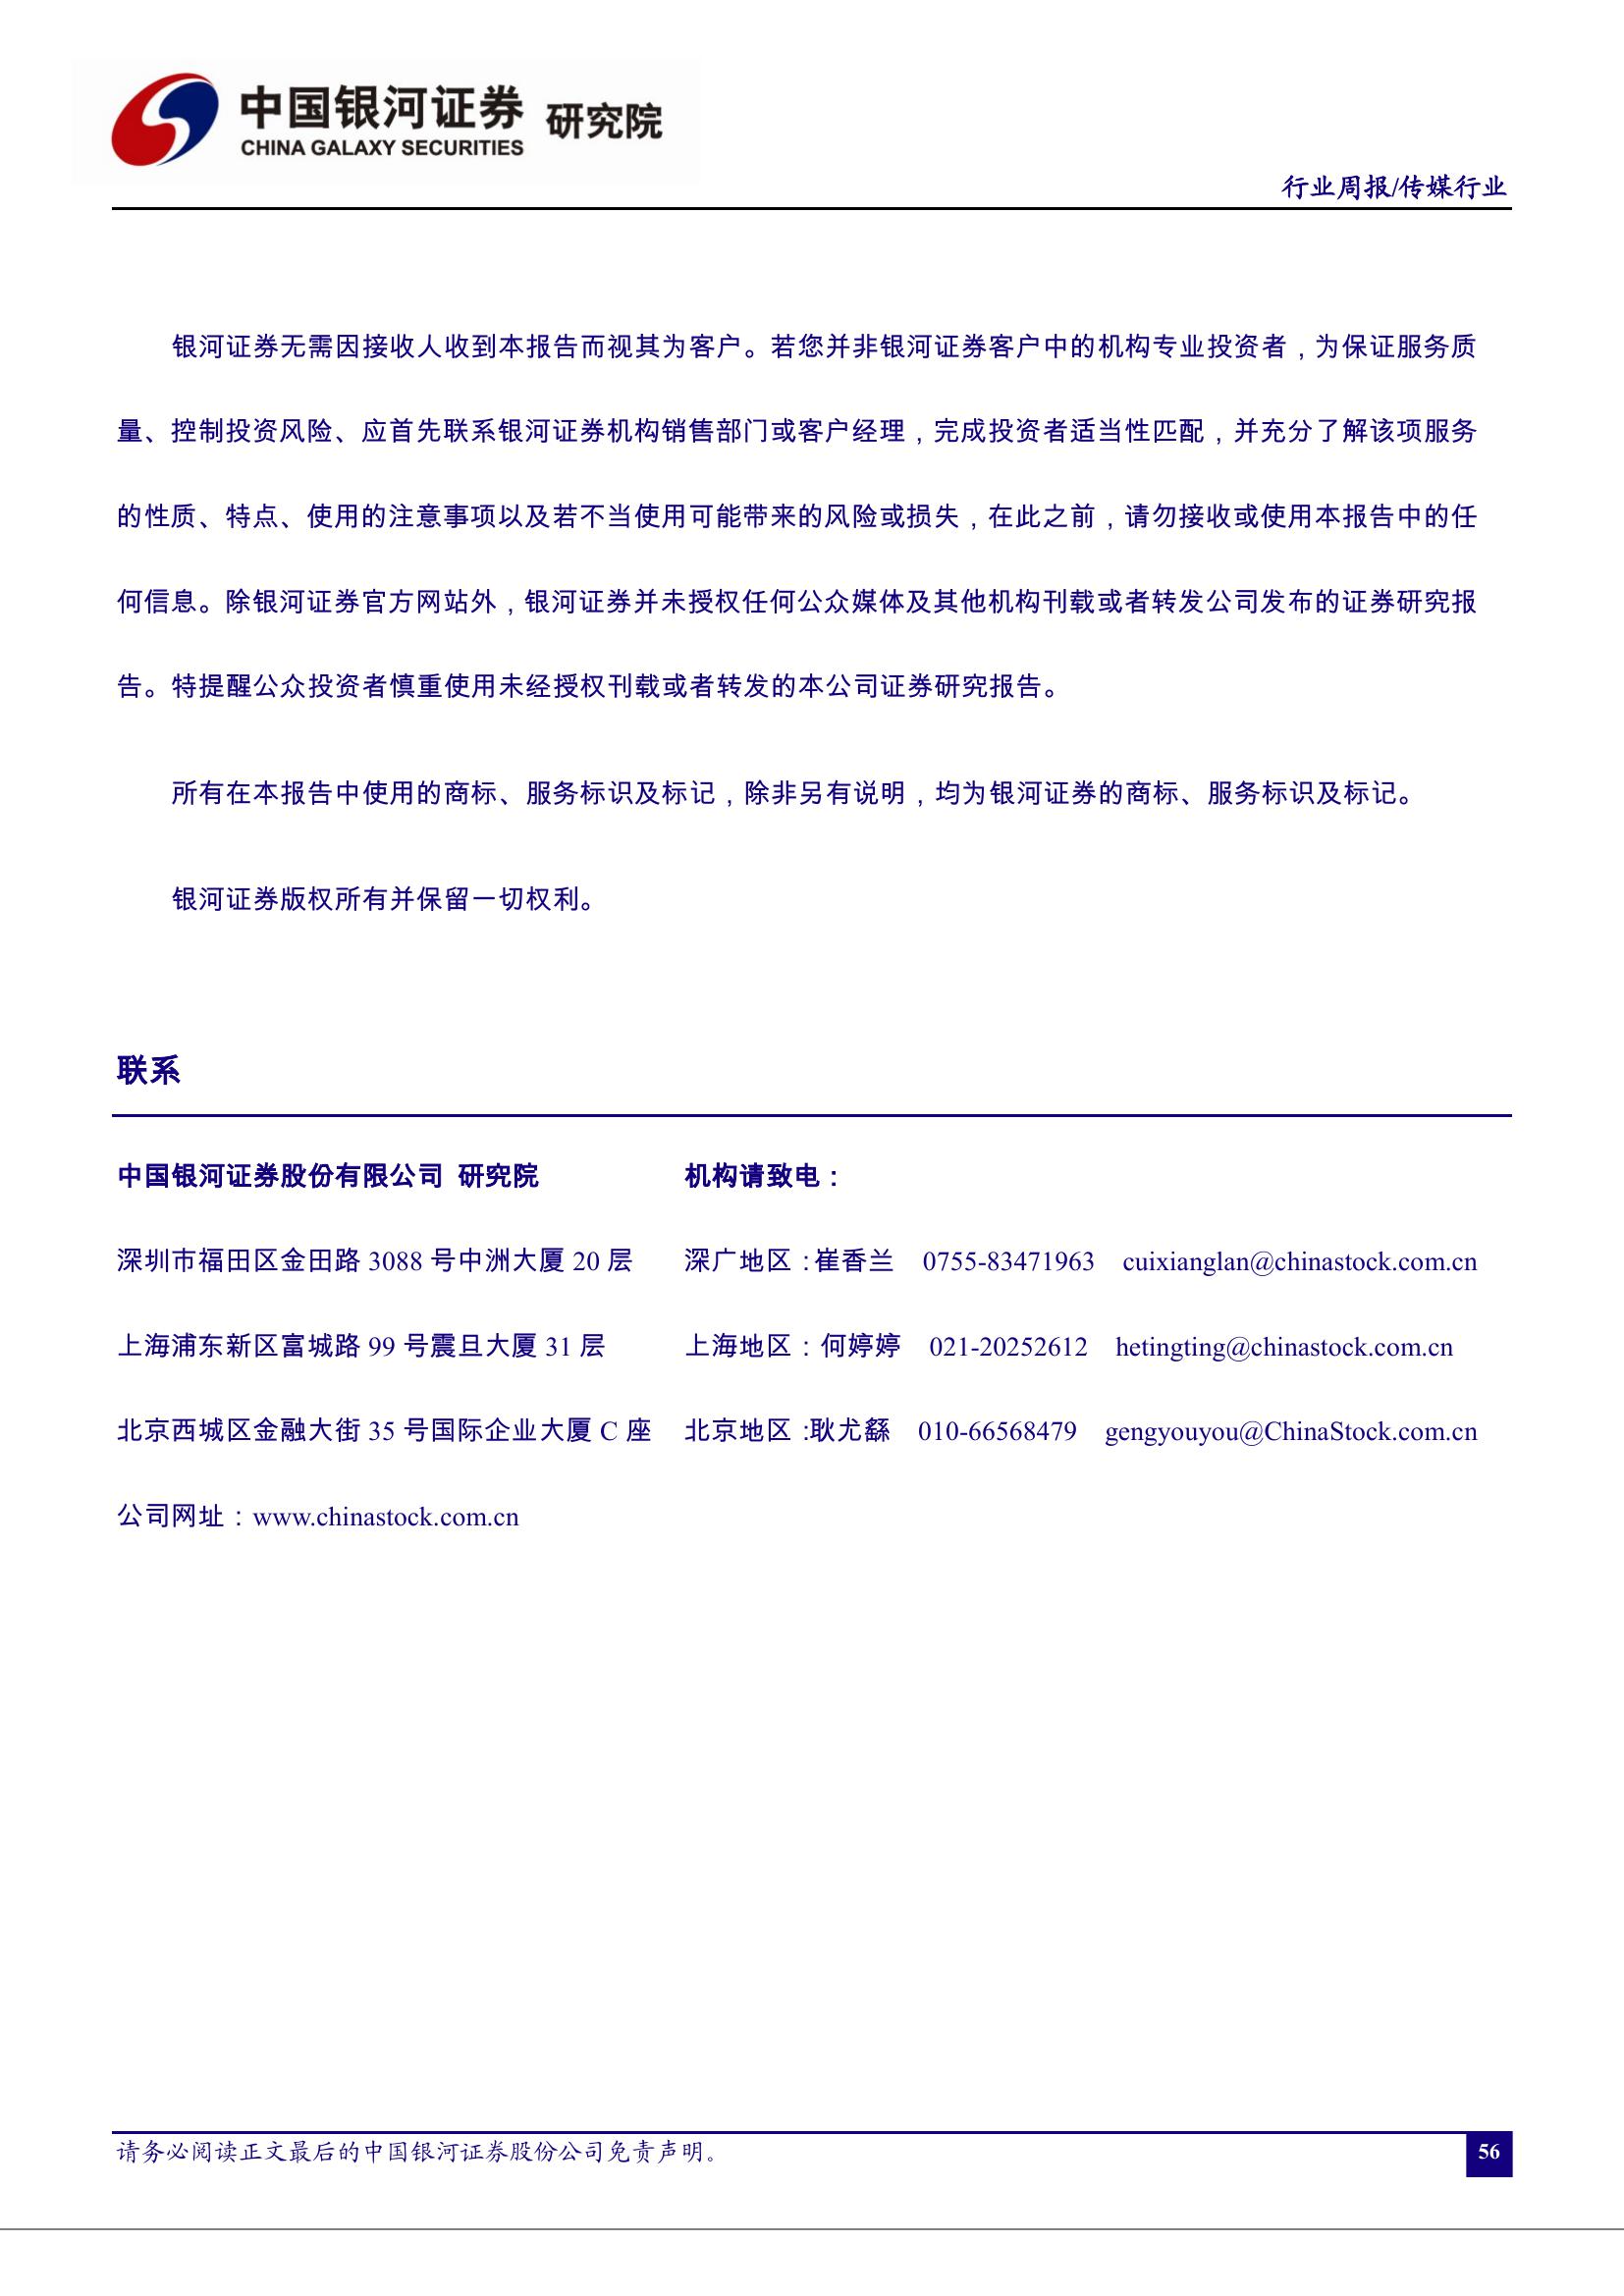 中国银河证券 研究院
CHINA GALAXY SECURITIES
行业周报/传媒行业
银河证券无需因接收人收到本报告而视其为客户。若您并非银河证券客户中的机构专业投资者，为保证服务质
量、控制投资风险、应首先联系银河证券机构销售部门或客户经理，完成投资者适当性匹配，并充分了解该项服务
的性质、特点、使用的注意事项以及若不当使用可能带来的风险或损失，在此之前，请勿接收或使用本报告中的任
何信息。除银河证券官方网站外，银河证券并未授权任何公众媒体及其他机构刊载或者转发公司发布的证券研究报
告。特提醒公众投资者慎重使用未经授权刊载或者转发的本公司证券研究报告。
所有在本报告中使用的商标、服务标识及标记，除非另有说明，均为银河证券的商标、服务标识及标记。
银河证券版权所有并保留一切权利。
联系
中国银河证券股份有限公司 研究院 机构请致电：
深圳市福田区金田路 3088 号中洲大厦 20 层 深广地区：崔香兰 0755-83471963 cuixianglan@chinastock.com.cn
上海浦东新区富城路 99 号震旦大厦 31 层 上海地区：何婷婷 021-20252612 hetingting@chinastock.com.cn
北京西城区金融大街 35 号国际企业大厦 C 座 北京地区：耿尤繇 010-66568479 gengyouyou@ChinaStock.com.cn
公司网址：www.chinastock.com.cn
请务必阅读正文最后的中国银河证券股份公司免责声明。
56